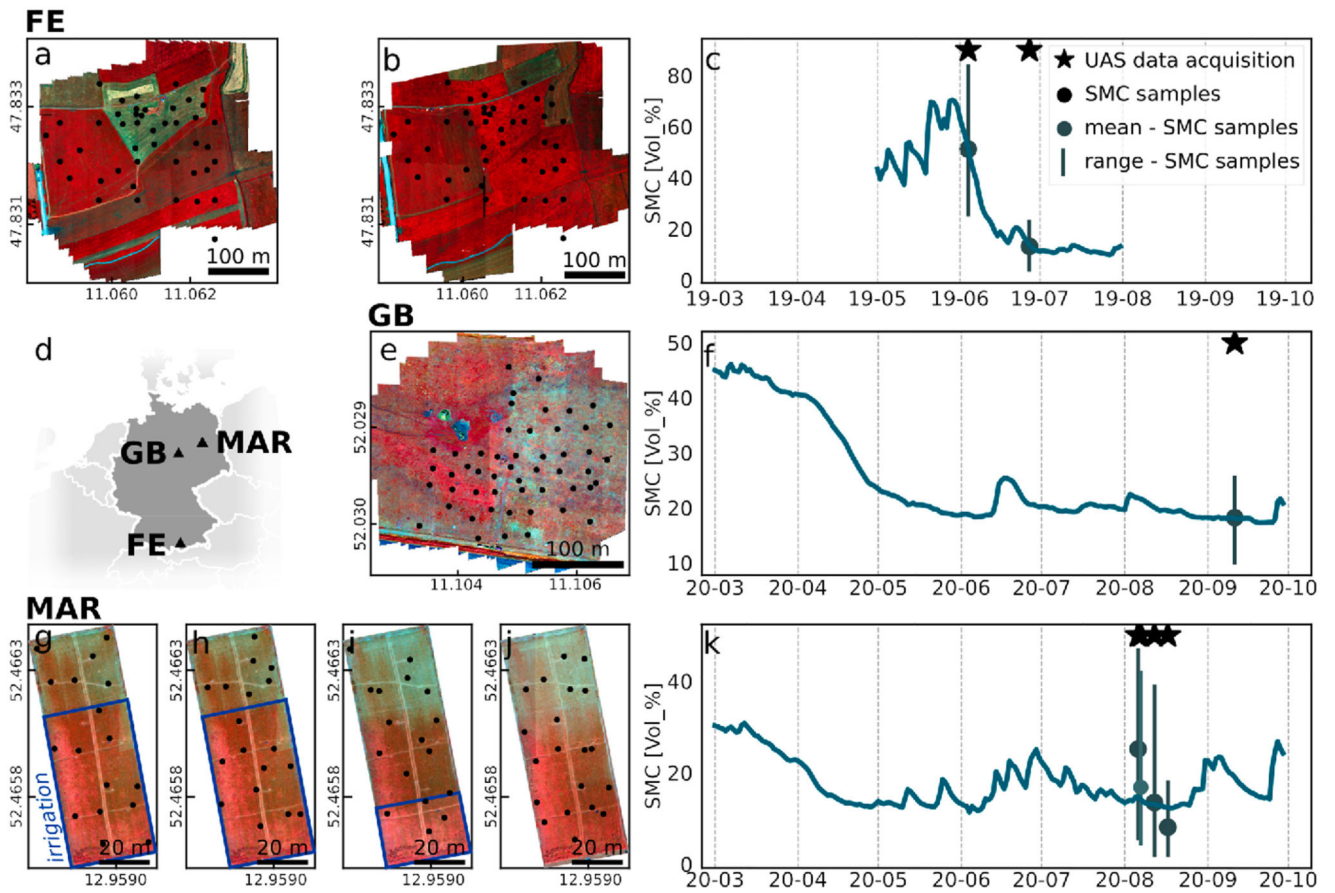 FE
a
47.833
47.831
100 m
11.060 11.062
b
100 m
11.060 11.062
c
SMC [Vol_%]
80
60
40
20
0
19-03 19-04 19-05 19-06 19-07 19-08 19-09 19-10
UAS data acquisition
SMC samples
mean - SMC samples
range - SMC samples
d
GB
MAR
FE
GB
e
52.029
52.030
100 m
11.104 11.106
f
SMC [Vol_%]
50
40
30
20
10
20-03 20-04 20-05 20-06 20-07 20-08 20-09 20-10
MAR
g
52.4663
52.4658
irrigation
20 m
12.9590
h
52.4663
52.4658
20 m
12.9590
i
52.4663
52.4658
20 m
12.9590
j
52.4663
52.4658
20 m
12.9590
k
SMC [Vol_%]
40
20
0
20-03 20-04 20-05 20-06 20-07 20-08 20-09 20-10